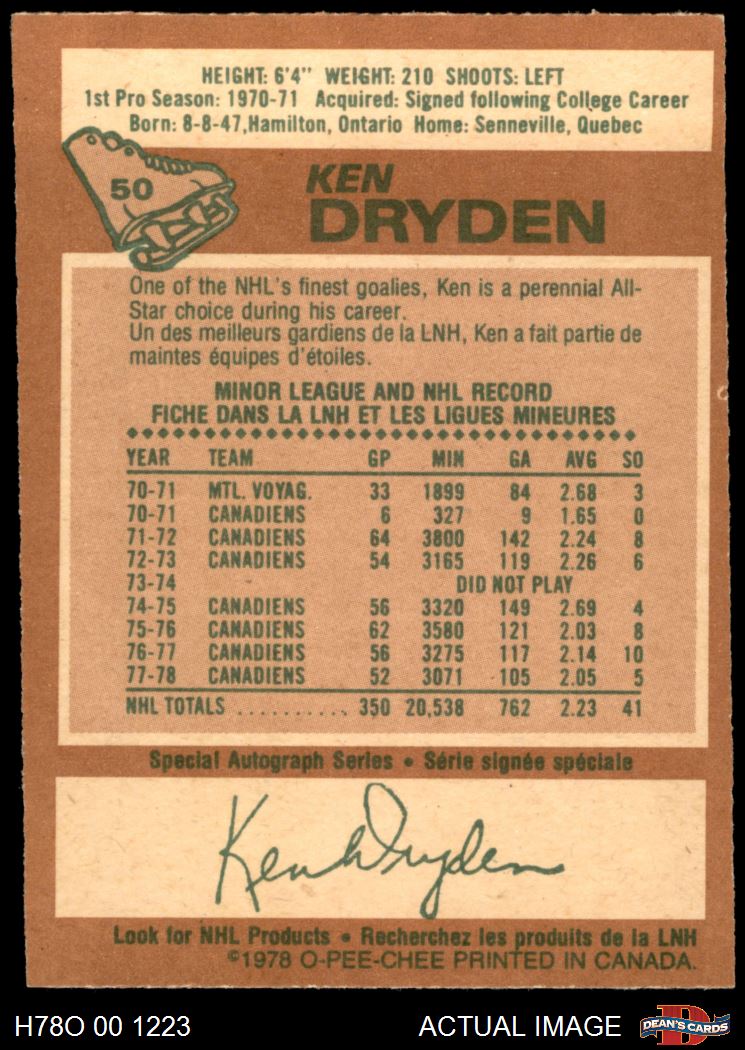 HEIGHT: 6'4" WEIGHT: 210 SHOOTS: LEFT
1st Pro Season: 1970-71 Acquired: Signed following College Career
Born: 8-8-47, Hamilton, Ontario Home: Senneville, Quebec
50
KEN
DRYDEN
One of the NHL's finest goalies, Ken is a perennial All-
Star choice during his career.
Un des meilleurs gardiens de la LNH, Ken a fait partie de
maintes équipes d'étoiles.
MINOR LEAGUE AND NHL RECORD
FICHE DANS LA LNH ET LES LIGUES MINEURES
YEAR TEAM GP MIN GA AVG SO
70-71 MTL. VOYAG. 33 1899 84 2.68 3
70-71 CANADIENS 6 327 9 1.65 0
71-72 CANADIENS 64 3800 142 2.24 8
72-73 CANADIENS 54 3165 119 2.26 6
73-74 DID NOT PLAY
74-75 CANADIENS 56 3320 149 2.69 4
75-76 CANADIENS 62 3580 121 2.03 8
76-77 CANADIENS 56 3275 117 2.14 10
77-78 CANADIENS 52 3071 105 2.05 5
NHL TOTALS .......... 350 20,538 762 2.23 41
Special Autograph Series • Série signée spéciale
Ken Dryden
Look for NHL Products • Recherchez les produits de la LNH
©1978 O-PEE-CHEE PRINTED IN CANADA.
H78O 00 1223 ACTUAL IMAGE DEAN'S CARDS